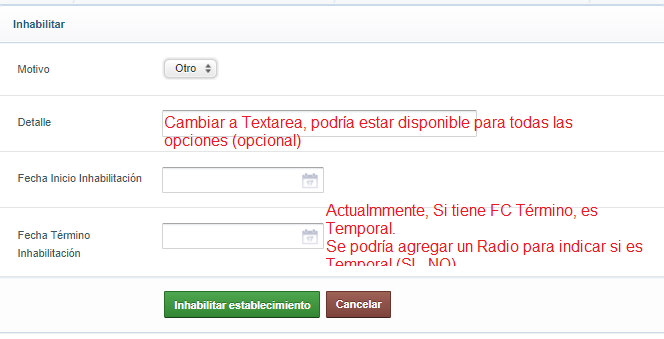 Inhabilitar
Motivo
Otro
Detalle
Cambiar a Textarea, podría estar disponible para todas las
opciones (opcional)
Fecha Inicio Inhabilitación
Actualmmente, Si tiene FC Término, es
Temporal.
Fecha Término
Inhabilitación
Se podría agregar un Radio para indicar si es
Temporal (SI , NO)
Inhabilitar establecimiento
Cancelar